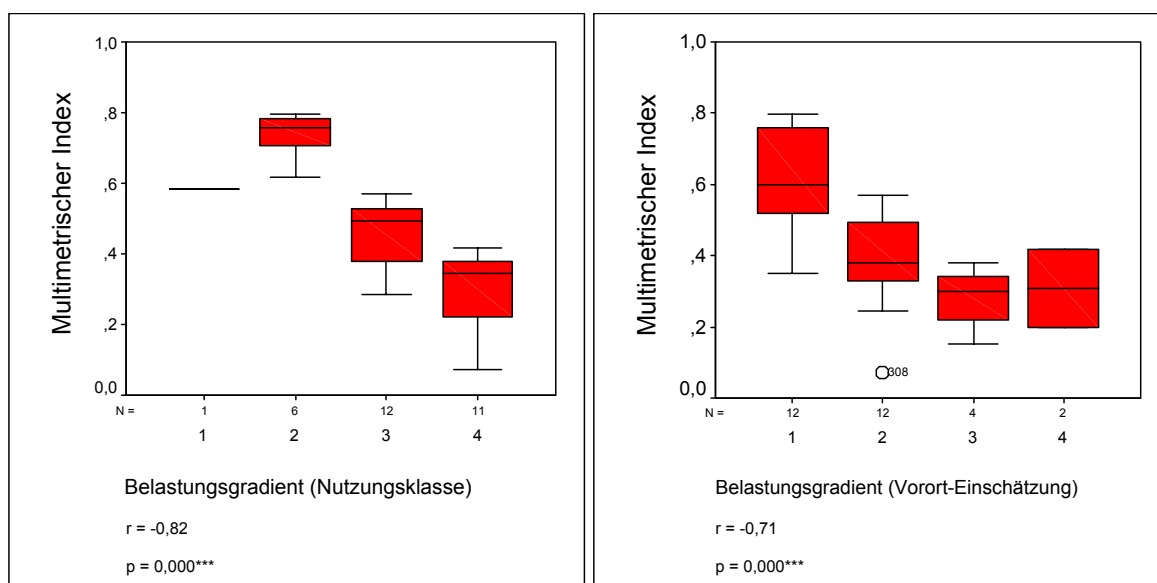 Multimetrischer Index
1,0
,8
,6
,4
,2
0,0
N = 1 6 12 11
1 2 3 4
Belastungsgradient (Nutzungsklasse)
r = -0,82
p = 0,000***
Multimetrischer Index
1,0
,8
,6
,4
,2
0,0
308
N = 12 12 4 2
1 2 3 4
Belastungsgradient (Vorort-Einschätzung)
r = -0,71
p = 0,000***